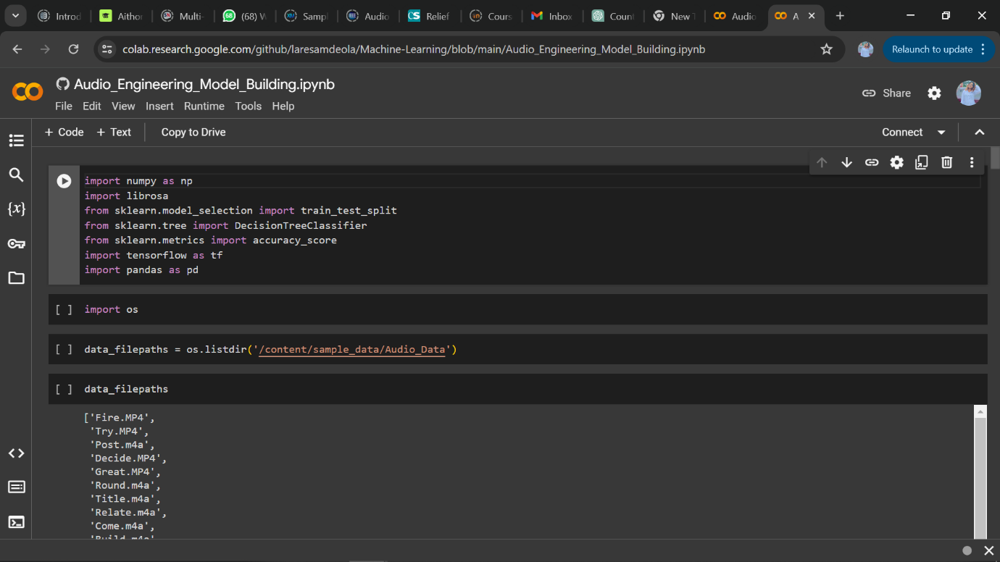 Introd
Aithor
Multi-
(68) W
Sampl
Audio
Relief
Cours
Inbox
Count
New T
Audio
A
colab.research.google.com/github/laresamdeola/Machine-Learning/blob/main/Audio_Engineering_Model_Building.ipynb
Relaunch to update
Audio_Engineering_Model_Building.ipynb
File Edit View Insert Runtime Tools Help
Share
+ Code + Text Copy to Drive
Connect
import numpy as np
import librosa
from sklearn.model_selection import train_test_split
from sklearn.tree import DecisionTreeClassifier
from sklearn.metrics import accuracy_score
import tensorflow as tf
import pandas as pd
[ ] import os
[ ] data_filepaths = os.listdir('/content/sample_data/Audio_Data')
[ ] data_filepaths
['Fire.MP4',
'Try.MP4',
'Post.m4a',
'Decide.MP4',
'Great.MP4',
'Round.m4a',
'Title.m4a',
'Relate.m4a',
'Come.m4a',
'Build.m4a'